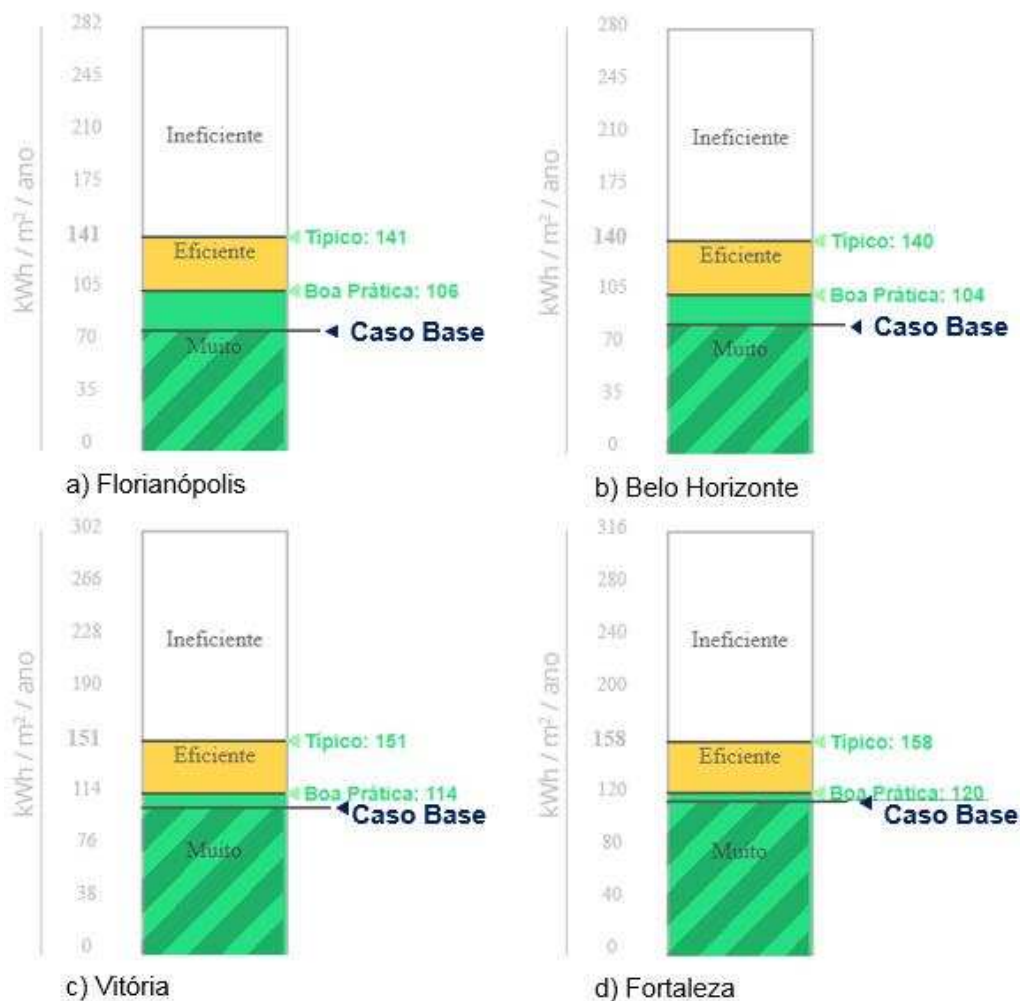 kWh / m² / ano
282
245
210
175
141
105
70
35
0
Ineficiente
Eficiente
Muito
Típico: 141
Boa Prática: 106
Caso Base
a) Florianópolis
kWh / m² / ano
280
245
210
175
140
105
70
35
0
Ineficiente
Eficiente
Muito
Típico: 140
Boa Prática: 104
Caso Base
b) Belo Horizonte
kWh / m² / ano
302
266
228
190
151
114
76
38
0
Ineficiente
Eficiente
Muito
Típico: 151
Boa Prática: 114
Caso Base
c) Vitória
kWh / m² / ano
316
280
240
200
158
120
80
40
0
Ineficiente
Eficiente
Muito
Típico: 158
Boa Prática: 120
Caso Base
d) Fortaleza